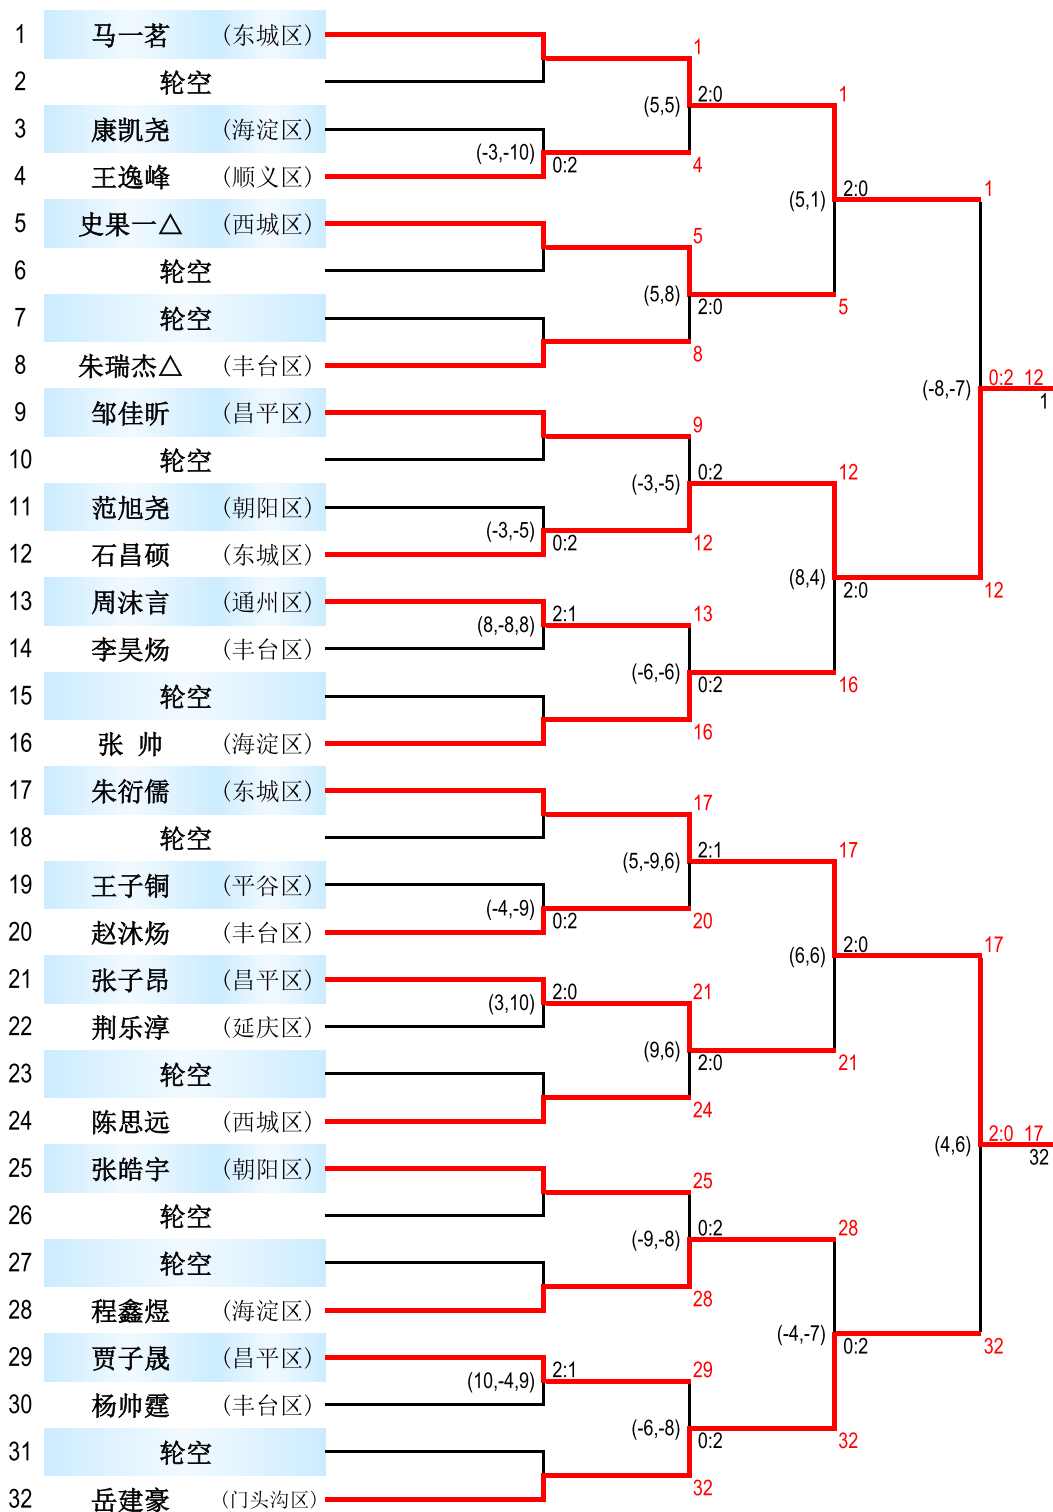 1 马一茗 (东城区)
1
2 轮空
(5,5) 2:0 1
3 康凯尧 (海淀区)
(-3,-10) 0:2 4
4 王逸峰 (顺义区)
(5,1) 2:0 1
5 史果一△ (西城区)
5
6 轮空
(5,8) 2:0 5
7 轮空
8
8 朱瑞杰△ (丰台区)
(-8,-7) 0:2 12
1
9 邹佳昕 (昌平区)
9
10 轮空
(-3,-5) 0:2 12
11 范旭尧 (朝阳区)
(-3,-5) 0:2 12
12 石昌硕 (东城区)
(8,4) 2:0 12
13 周沫言 (通州区)
(8,-8,8) 2:1 13
14 李昊炀 (丰台区)
(-6,-6) 0:2 16
15 轮空
16
16 张 帅 (海淀区)
17 朱衍儒 (东城区)
17
18 轮空
(5,-9,6) 2:1 17
19 王子铜 (平谷区)
(-4,-9) 0:2 20
20 赵沐炀 (丰台区)
(6,6) 2:0 17
21 张子昂 (昌平区)
(3,10) 2:0 21
22 荆乐淳 (延庆区)
(9,6) 2:0 21
23 轮空
24
24 陈思远 (西城区)
(4,6) 2:0 17
32
25 张皓宇 (朝阳区)
25
26 轮空
(-9,-8) 0:2 28
27 轮空
28
28 程鑫煜 (海淀区)
(-4,-7) 0:2 32
29 贾子晟 (昌平区)
(10,-4,9) 2:1 29
30 杨帅霆 (丰台区)
(-6,-8) 0:2 32
31 轮空
32
32 岳建豪 (门头沟区)